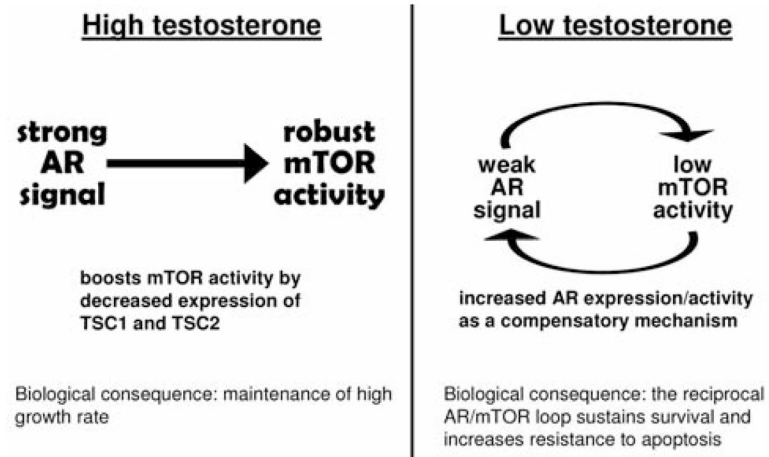 High testosterone
strong
AR
signal
robust
mTOR
activity
boosts mTOR activity by
decreased expression of
TSC1 and TSC2
Biological consequence: maintenance of high
growth rate
Low testosterone
weak
AR
signal
low
mTOR
activity
increased AR expression/activity
as a compensatory mechanism
Biological consequence: the reciprocal
AR/mTOR loop sustains survival and
increases resistance to apoptosis